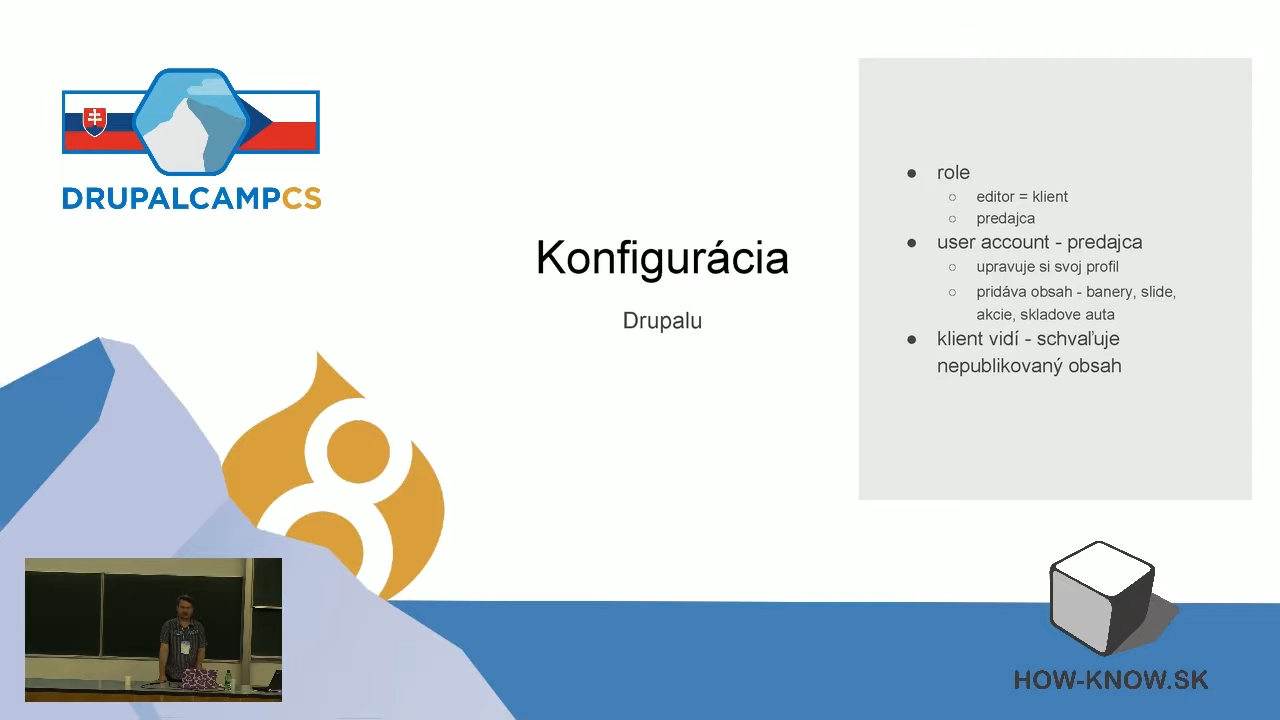 DRUPALCAMPCS
Konfigurácia
Drupalu
role
editor = klient
predajca
user account - predajca
upravuje si svoj profil
pridáva obsah - banery, slide,
akcie, skladove auta
klient vidí - schvaľuje
nepublikovaný obsah
8
HOW-KNOW.SK